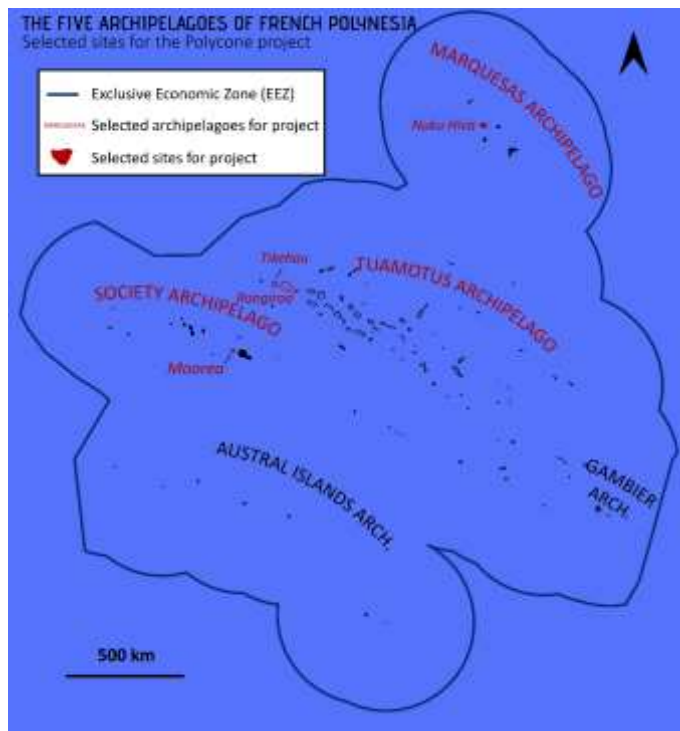 THE FIVE ARCHIPELAGOES OF FRENCH POLYNESIA
Selected sites for the Polycone project
Exclusive Economic Zone (EEZ)
Selected archipelagoes for project
Selected sites for project
MARQUESAS ARCHIPELAGO
Nuku Hiva
Tikehau
TUAMOTUS ARCHIPELAGO
SOCIETY ARCHIPELAGO
Rangiroa
Moorea
AUSTRAL ISLANDS ARCH.
GAMBIER
ARCH.
500 km